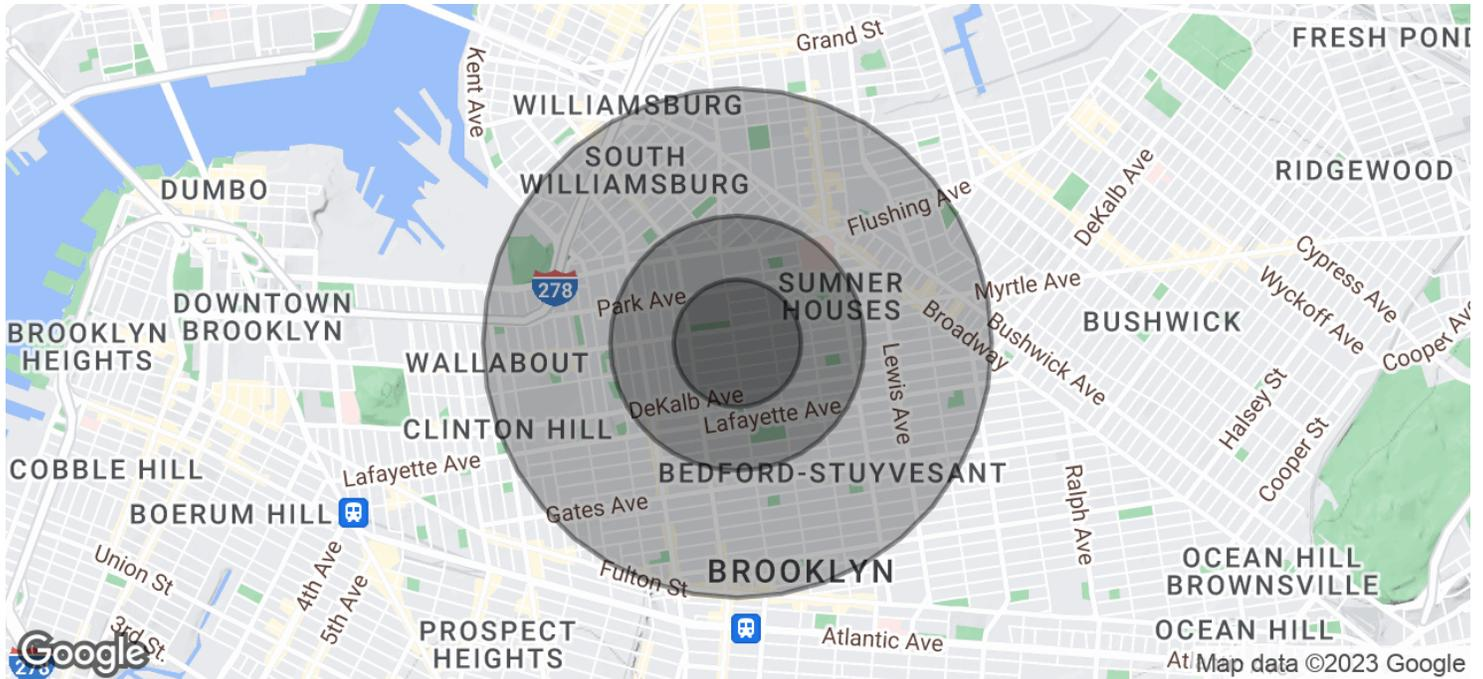 Grand St
FRESH POND
Kent Ave
WILLIAMSBURG
SOUTH
WILLIAMSBURG
RIDGEWOOD
DUMBO
DeKalb Ave
Flushing Ave
Cypress Ave
Wyckoff Ave
Myrtle Ave
278
SUMNER
HOUSES
Park Ave
DOWNTOWN
BROOKLYN
BROOKLYN
HEIGHTS
Broadway
Bushwick Ave
BUSHWICK
Cooper Av
WALLABOUT
Lewis Ave
DeKalb Ave
Lafayette Ave
Halsey St
Cooper St
CLINTON HILL
COBBLE HILL
Lafayette Ave
BEDFORD-STUYVESANT
Ralph Ave
BOERUM HILL
Gates Ave
Union St
4th Ave
5th Ave
Fulton St
BROOKLYN
OCEAN HILL
BROWNSVILLE
3rd St.
PROSPECT
HEIGHTS
Atlantic Ave
OCEAN HILL
Google
278
Map data ©2023 Google